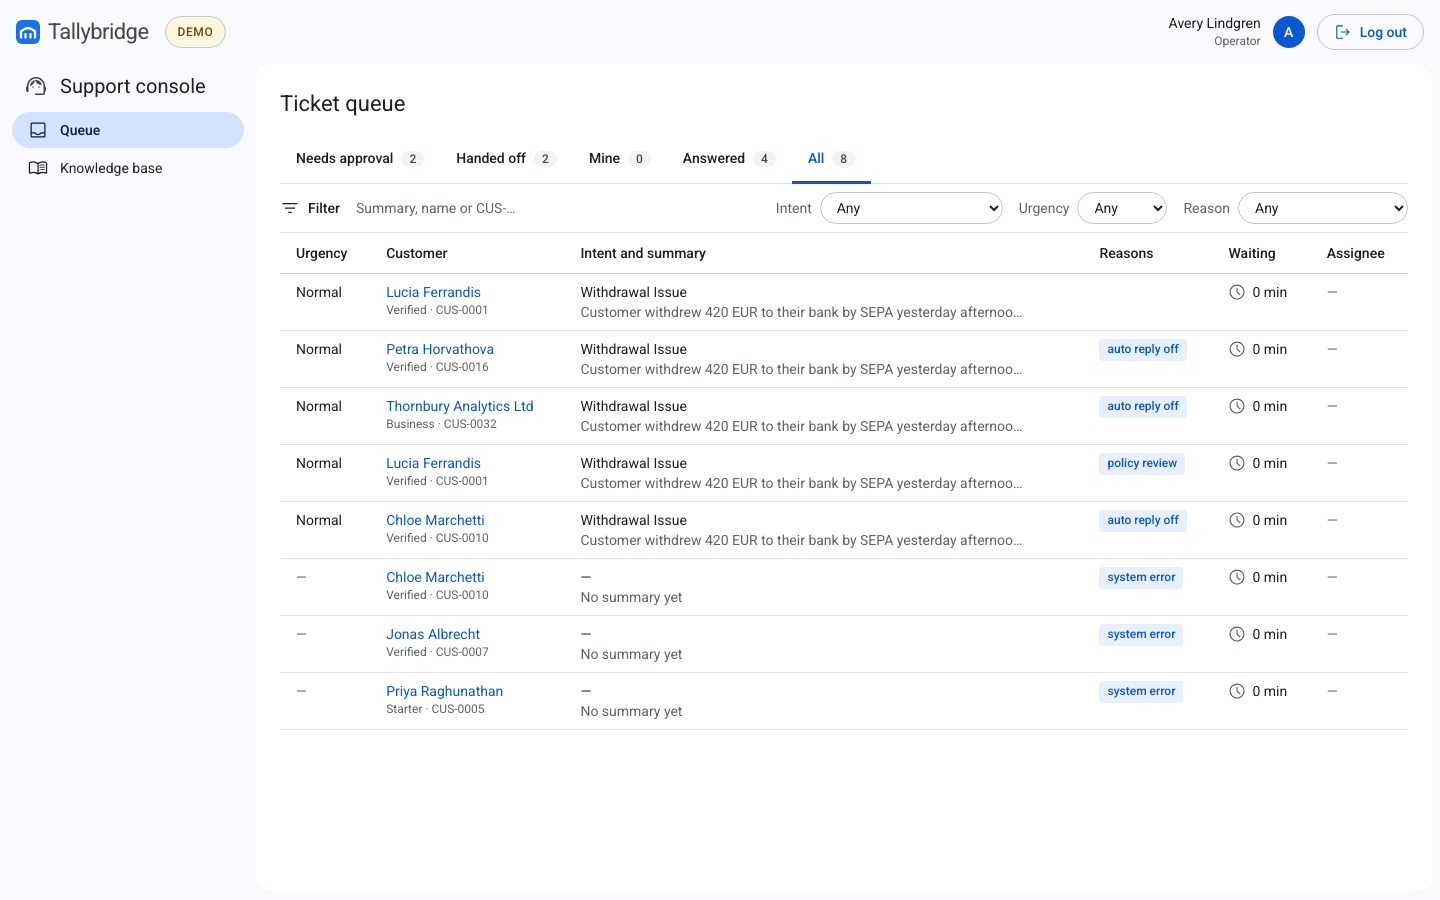 Tallybridge DEMO
Avery Lindgren
Operator
A
Log out
Support console
Queue
Knowledge base
Ticket queue
Needs approval 2 Handed off 2 Mine 0 Answered 4 All 8
Filter Summary, name or CUS-... Intent Any Urgency Any Reason Any
Urgency Customer Intent and summary Reasons Waiting Assignee
Normal Lucia Ferrandis Withdrawal Issue 0 min —
Verified · CUS-0001 Customer withdrew 420 EUR to their bank by SEPA yesterday afternoo...
Normal Petra Horvathova Withdrawal Issue auto reply off 0 min —
Verified · CUS-0016 Customer withdrew 420 EUR to their bank by SEPA yesterday afternoo...
Normal Thornbury Analytics Ltd Withdrawal Issue auto reply off 0 min —
Business · CUS-0032 Customer withdrew 420 EUR to their bank by SEPA yesterday afternoo...
Normal Lucia Ferrandis Withdrawal Issue policy review 0 min —
Verified · CUS-0001 Customer withdrew 420 EUR to their bank by SEPA yesterday afternoo...
Normal Chloe Marchetti Withdrawal Issue auto reply off 0 min —
Verified · CUS-0010 Customer withdrew 420 EUR to their bank by SEPA yesterday afternoo...
— Chloe Marchetti — system error 0 min —
Verified · CUS-0010 No summary yet
— Jonas Albrecht — system error 0 min —
Verified · CUS-0007 No summary yet
— Priya Raghunathan — system error 0 min —
Starter · CUS-0005 No summary yet